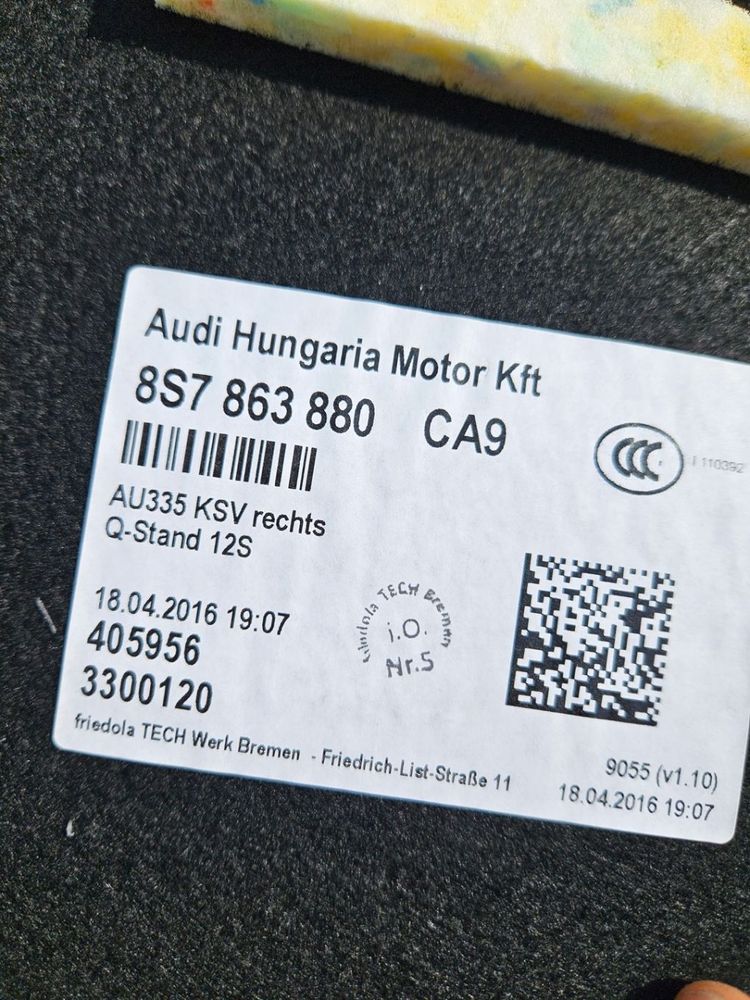 Audi Hungaria Motor Kft
8S7 863 880 CA9
CCC
AU335 KSV rechts
Q-Stand 12S
18.04.2016 19:07
405956
3300120
friedola TECH Bremen
i.O.
Nr.5
friedola TECH Werk Bremen - Friedrich-List-Straße 11
9055 (v1.10)
18.04.2016 19:07